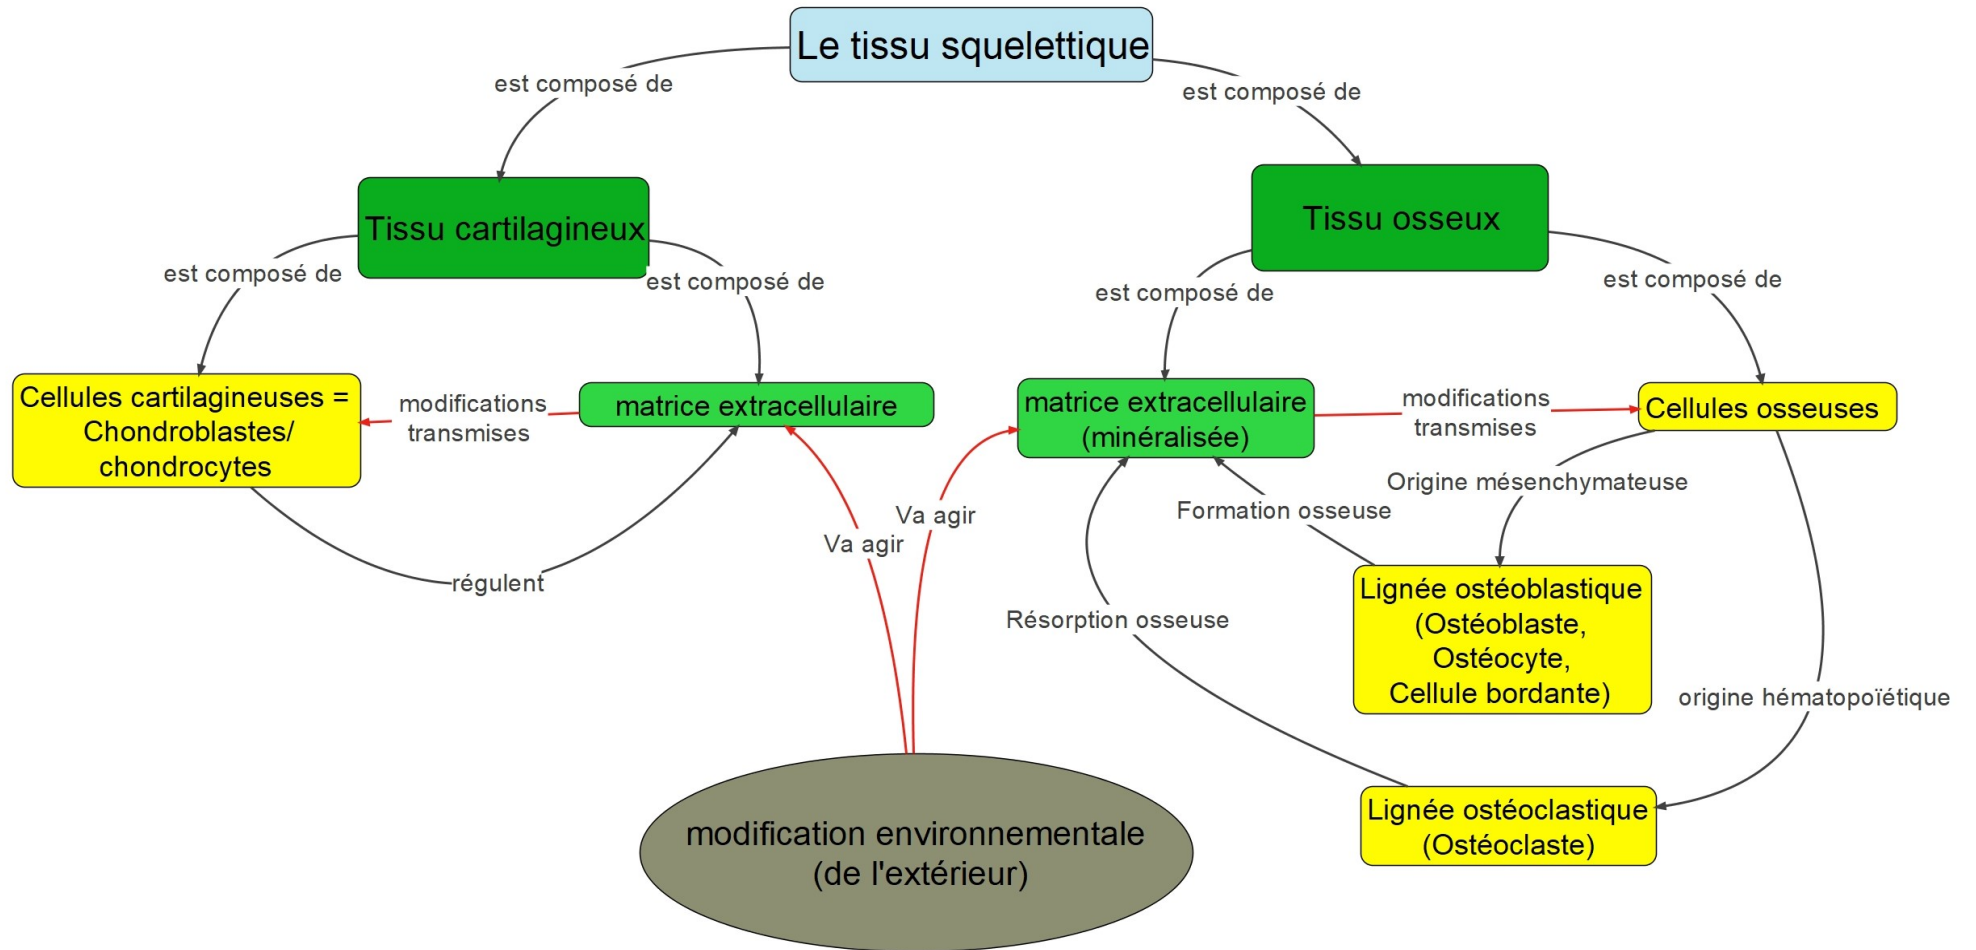 Le tissu squelettique
est composé de
est composé de
Tissu cartilagineux
Tissu osseux
est composé de
est composé de
est composé de
est composé de
Cellules cartilagineuses =
Chondroblastes/
chondrocytes
modifications
transmises
matrice extracellulaire
matrice extracellulaire
(minéralisée)
modifications
transmises
Cellules osseuses
Origine mésenchymateuse
Formation osseuse
Va agir
Va agir
régulent
Résorption osseuse
Lignée ostéoblastique
(Ostéoblaste,
Ostéocyte,
Cellule bordante)
origine hématopoïétique
Lignée ostéoclastique
(Ostéoclaste)
modification environnementale
(de l'extérieur)